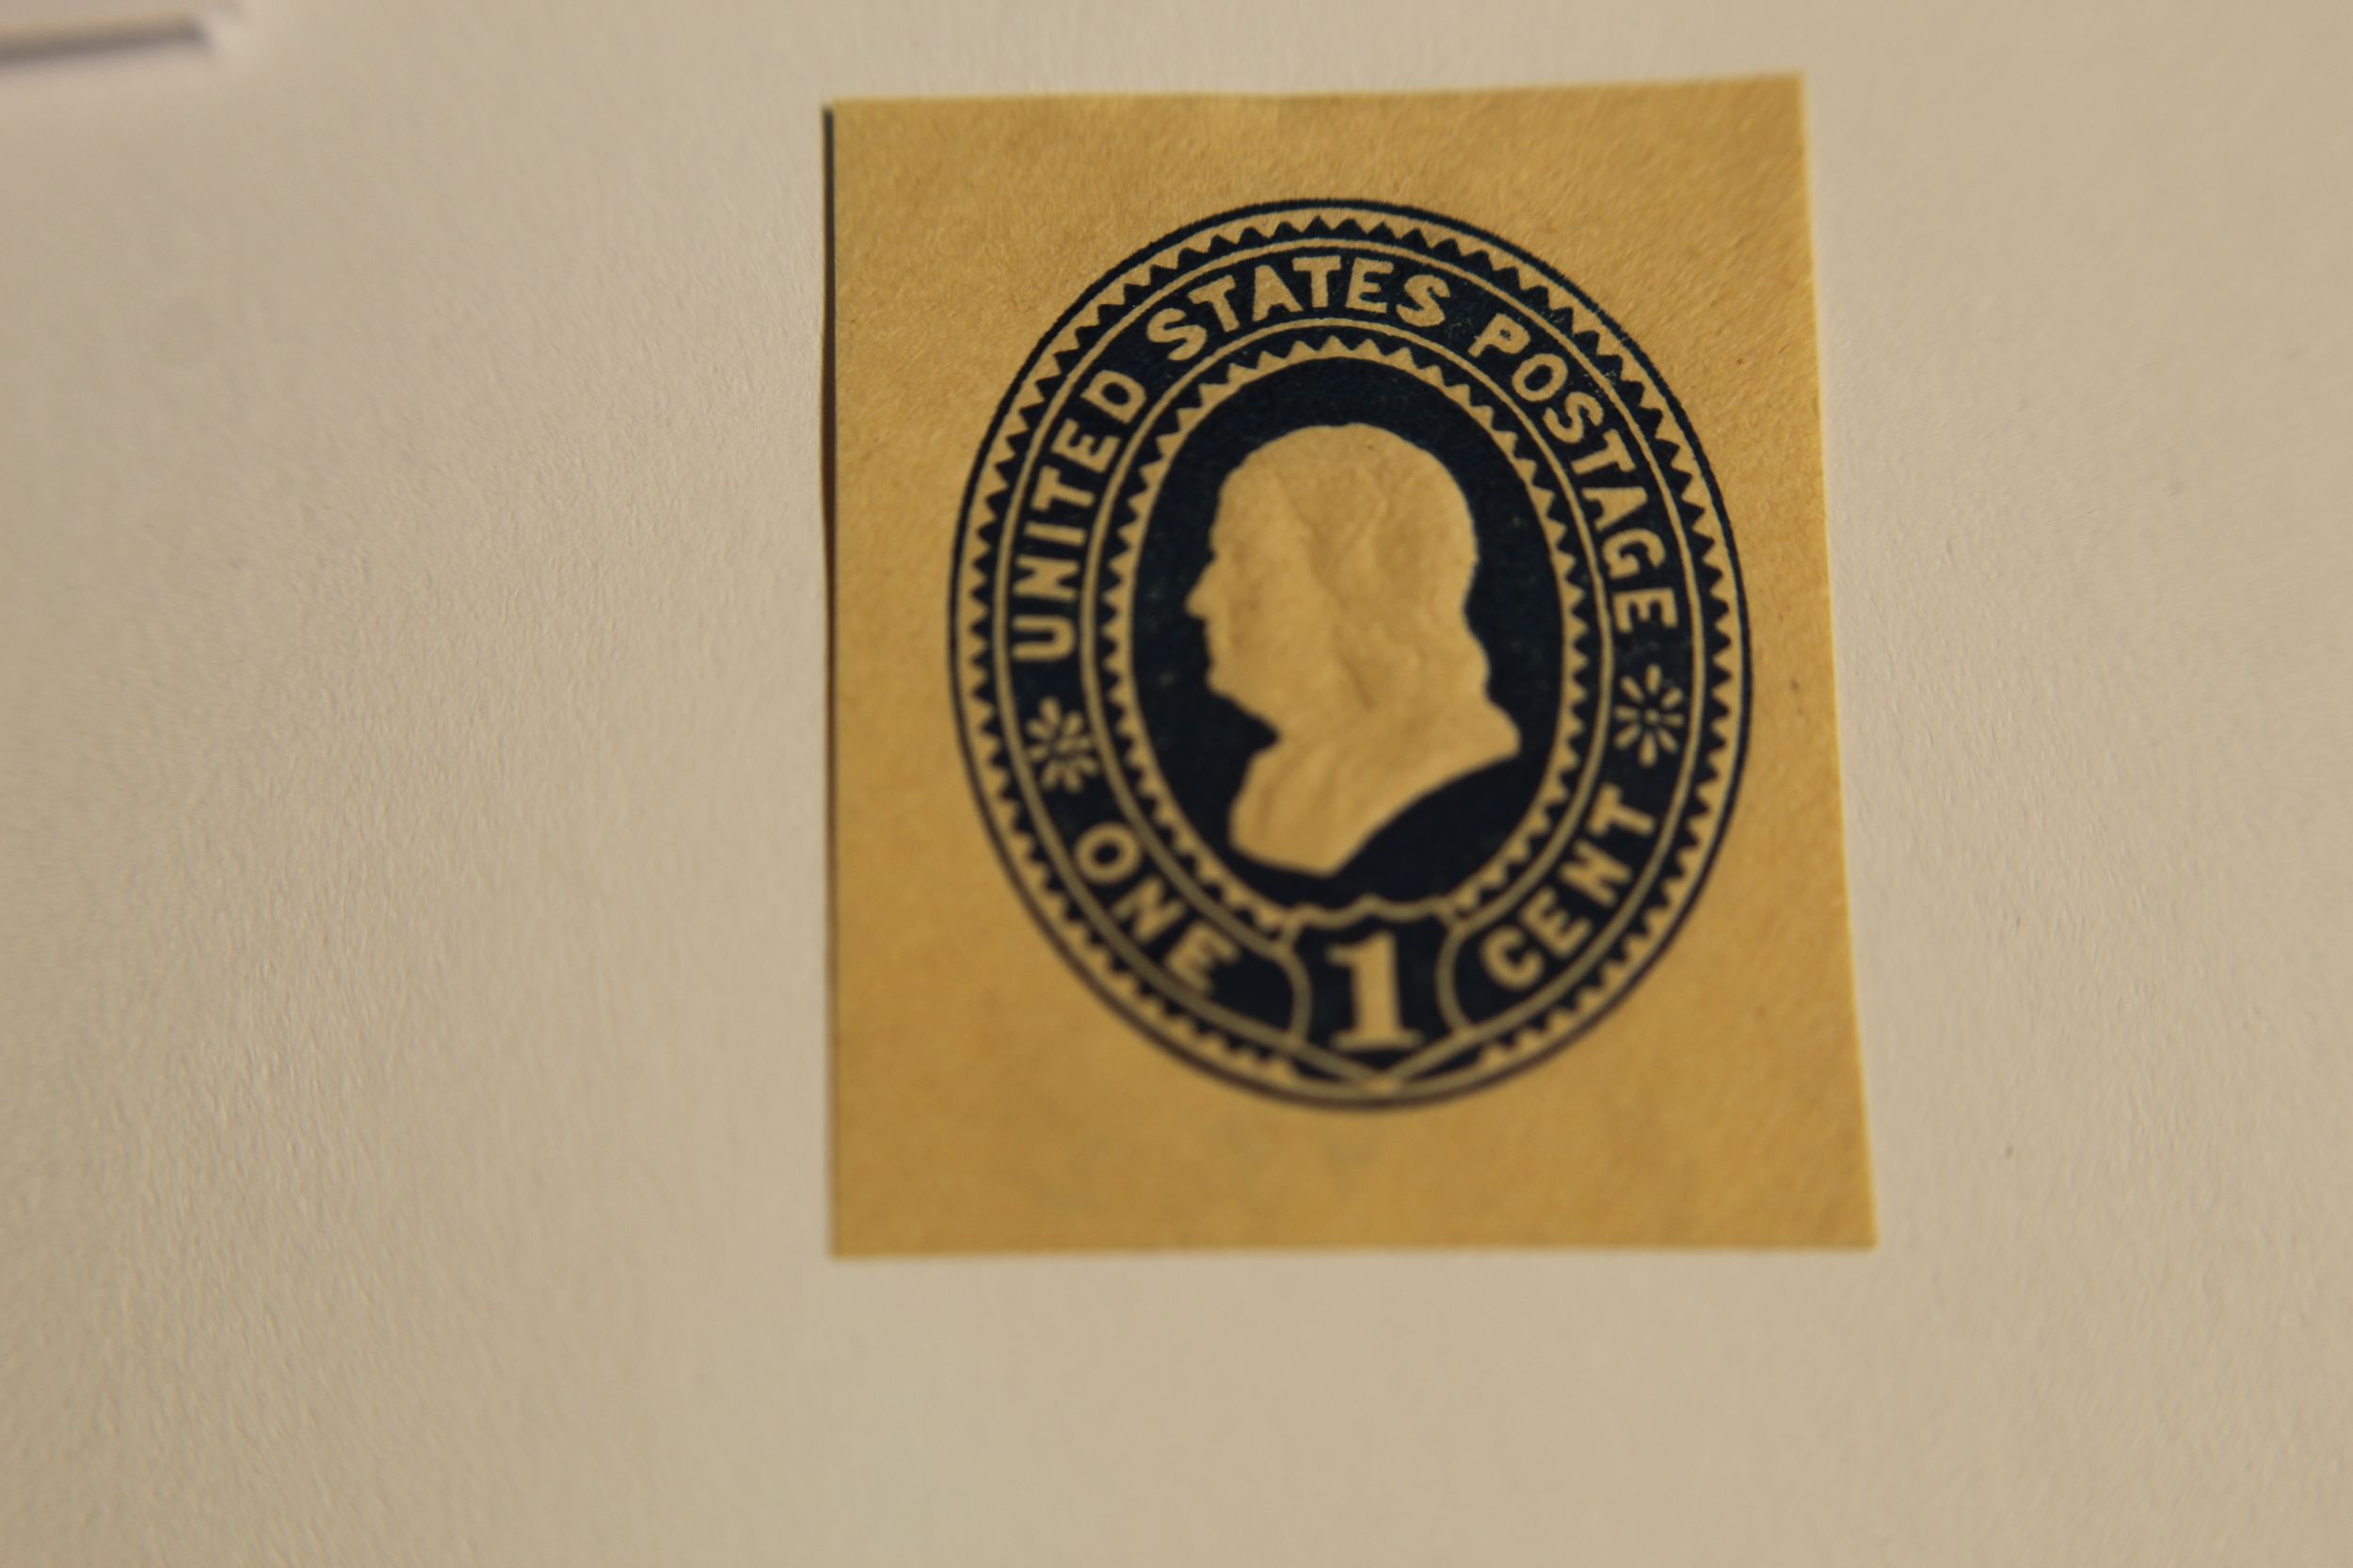 UNITED STATES POSTAGE
ONE 1 CENT